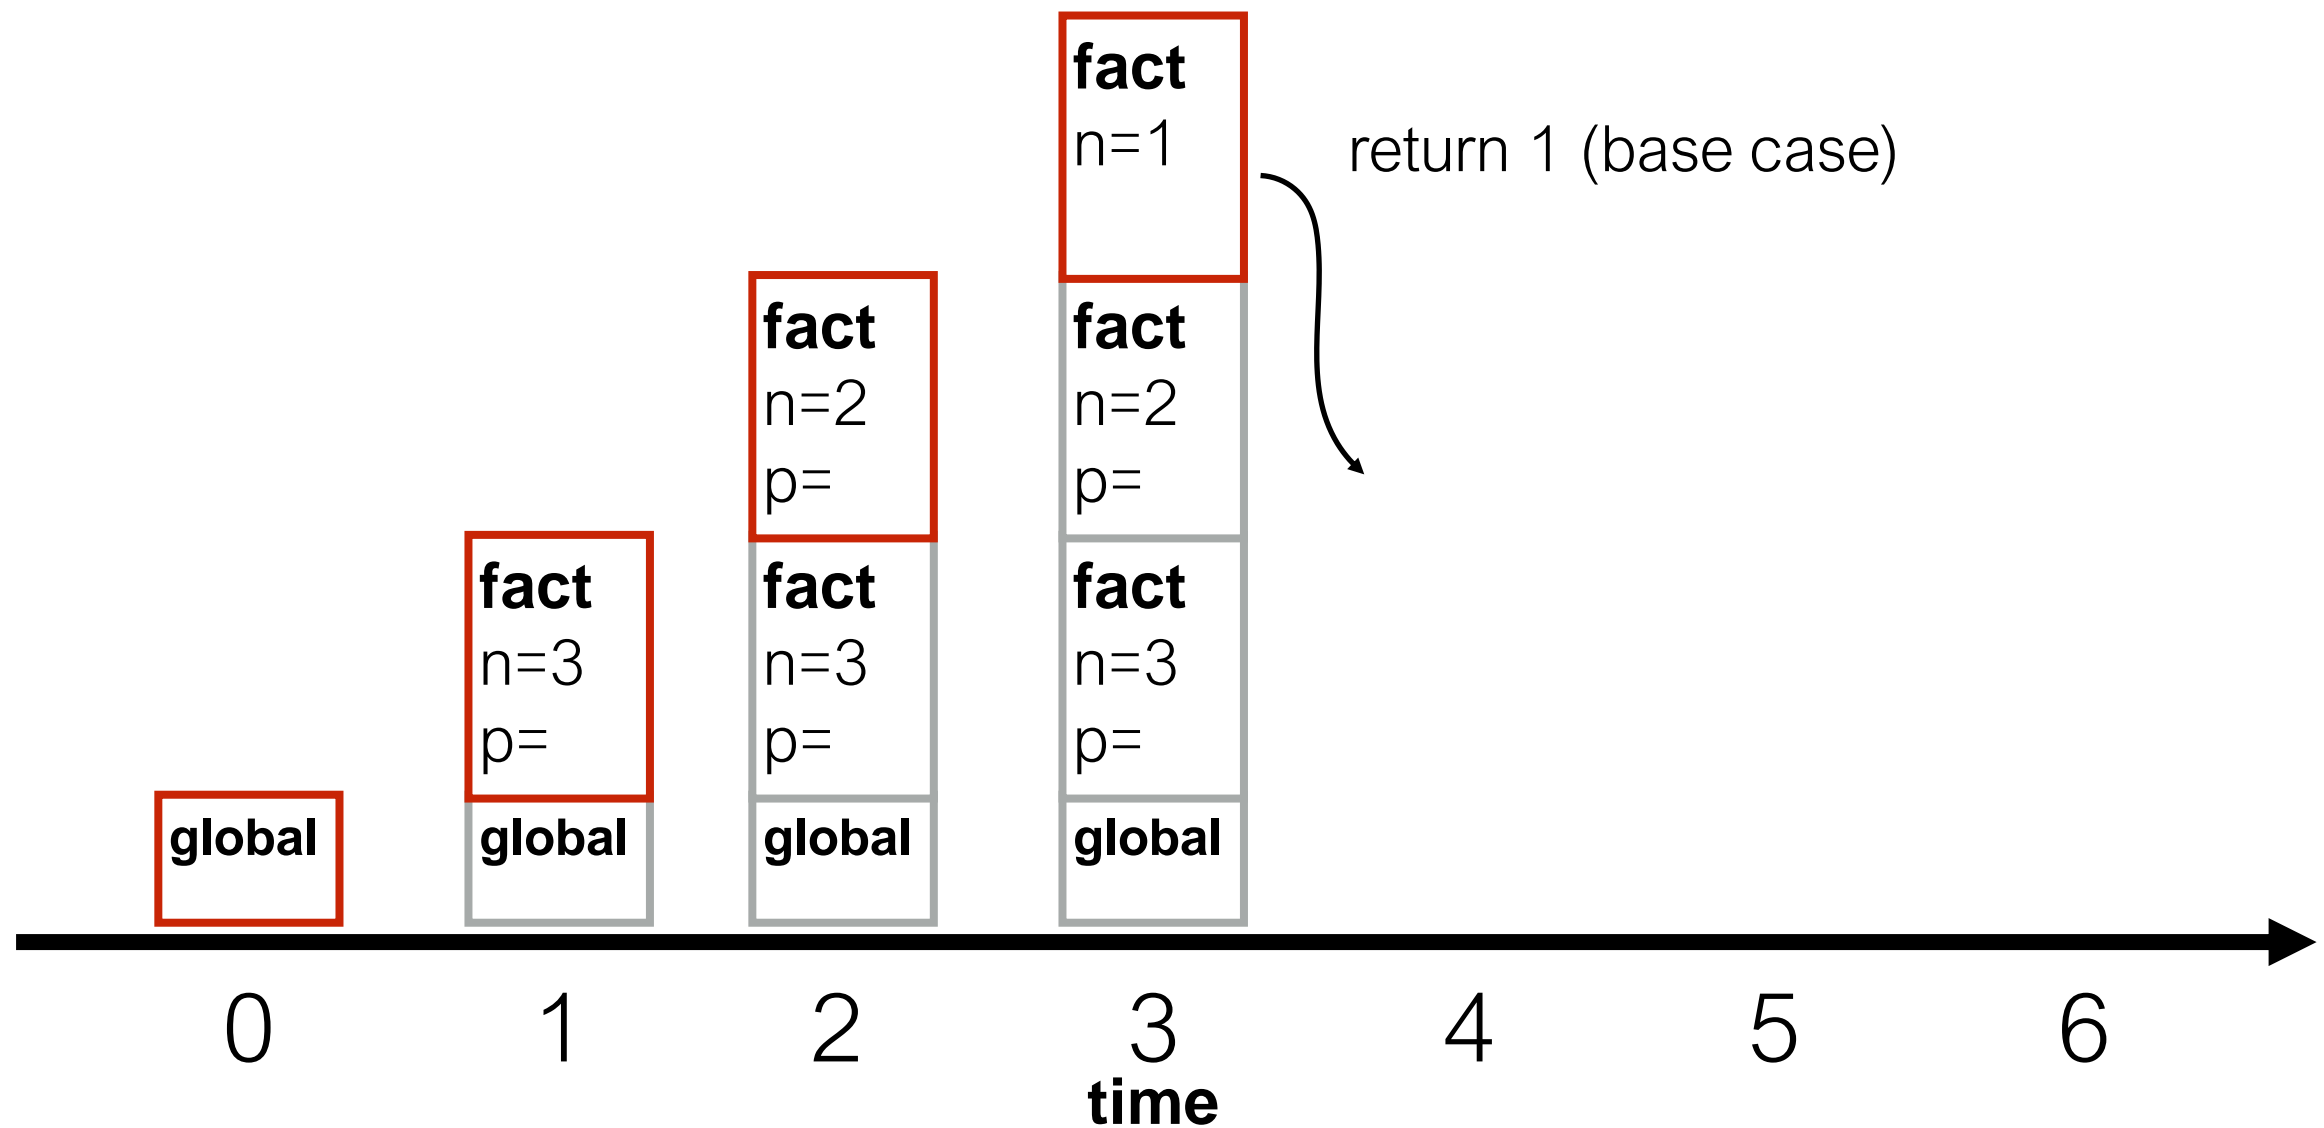 fact
n=1
return 1 (base case)
fact
n=2
p=
fact
n=2
p=
fact
n=3
p=
fact
n=3
p=
fact
n=3
p=
global
global
global
global
0 1 2 3 4 5 6
time